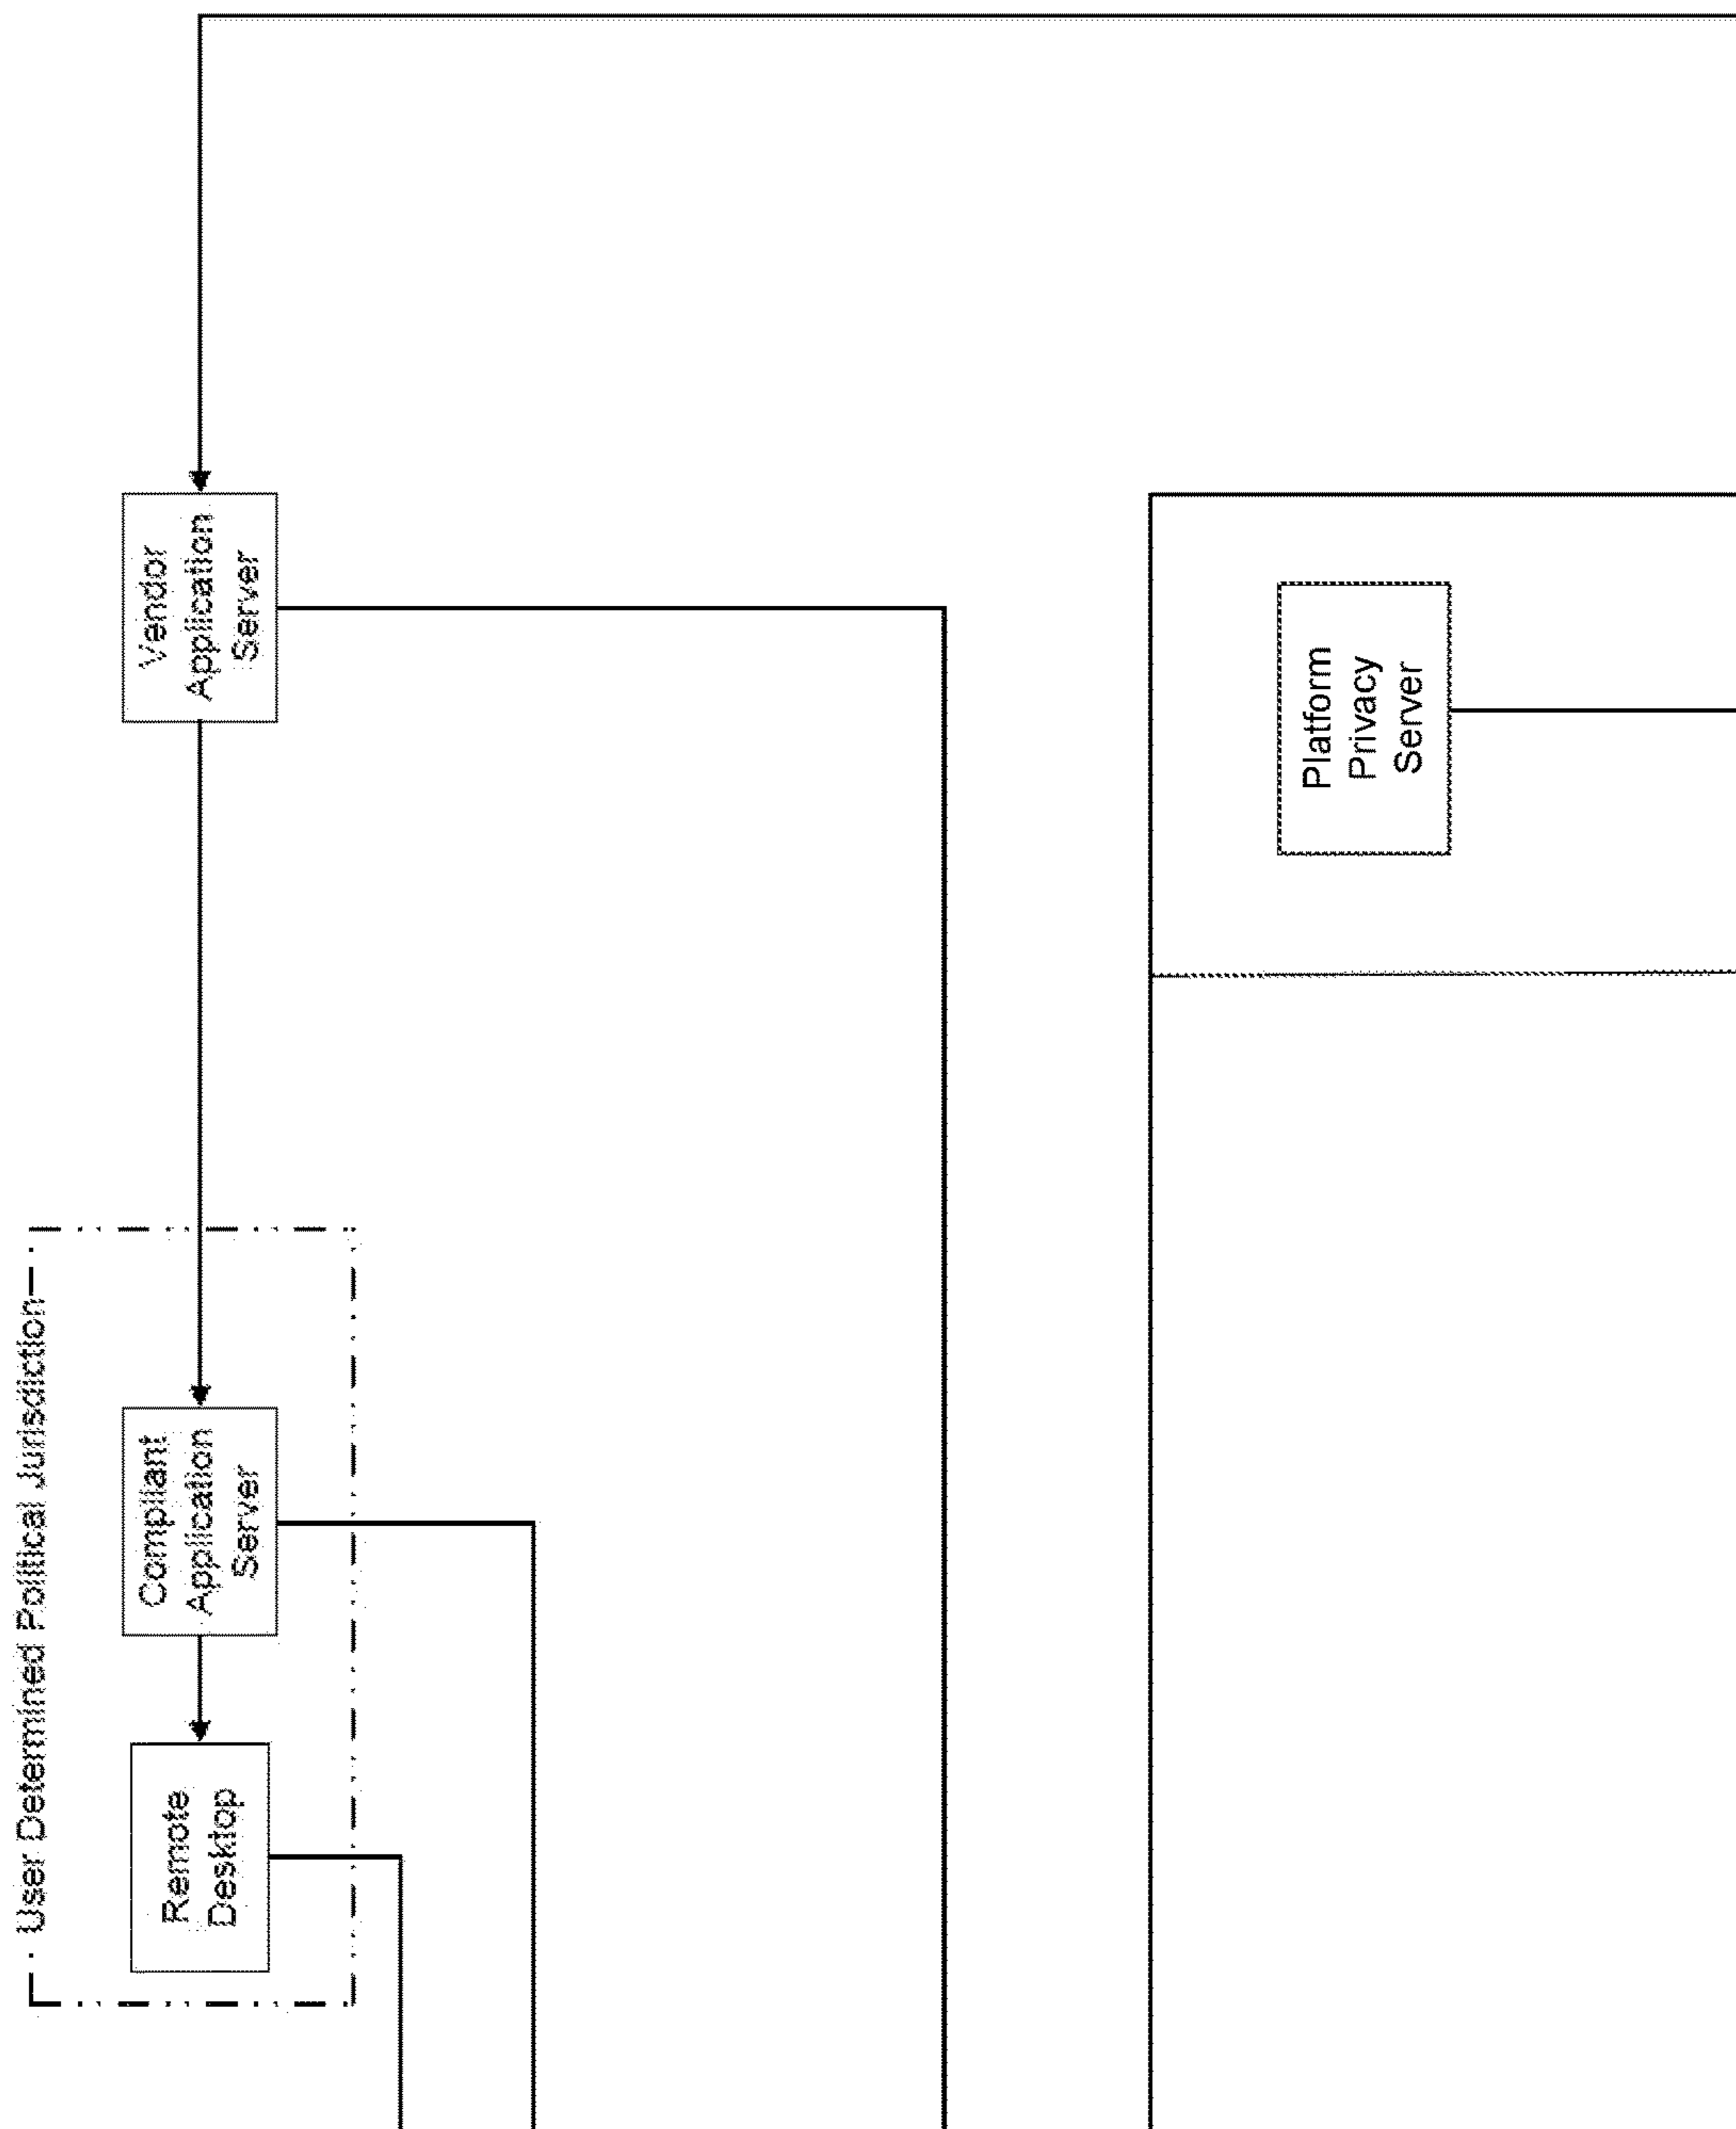 User Determined Political Jurisdiction
Remote
Desktop
Compliant
Application
Server
Vendor
Application
Server
Platform
Privacy
Server